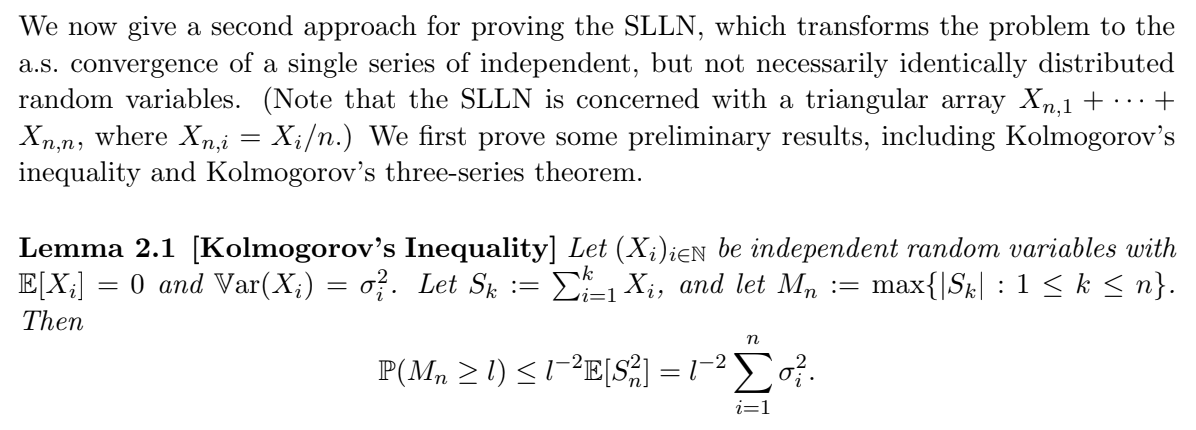 We now give a second approach for proving the SLLN, which transforms the problem to the
a.s. convergence of a single series of independent, but not necessarily identically distributed
random variables. (Note that the SLLN is concerned with a triangular array $X_{n,1} + \cdots +$
$X_{n,n}$, where $X_{n,i} = X_i/n$.) We first prove some preliminary results, including Kolmogorov's
inequality and Kolmogorov's three-series theorem.
Lemma 2.1 [Kolmogorov's Inequality] Let $(X_i)_{i\in\mathbb{N}}$ be independent random variables with
$\mathbb{E}[X_i] = 0$ and $\mathbb{V}\mathrm{ar}(X_i) = \sigma_i^2$. Let $S_k := \sum_{i=1}^k X_i$, and let $M_n := \max\{|S_k| : 1 \leq k \leq n\}$.
Then
$\mathbb{P}(M_n \geq l) \leq l^{-2}\mathbb{E}[S_n^2] = l^{-2}\sum_{i=1}^n \sigma_i^2.$